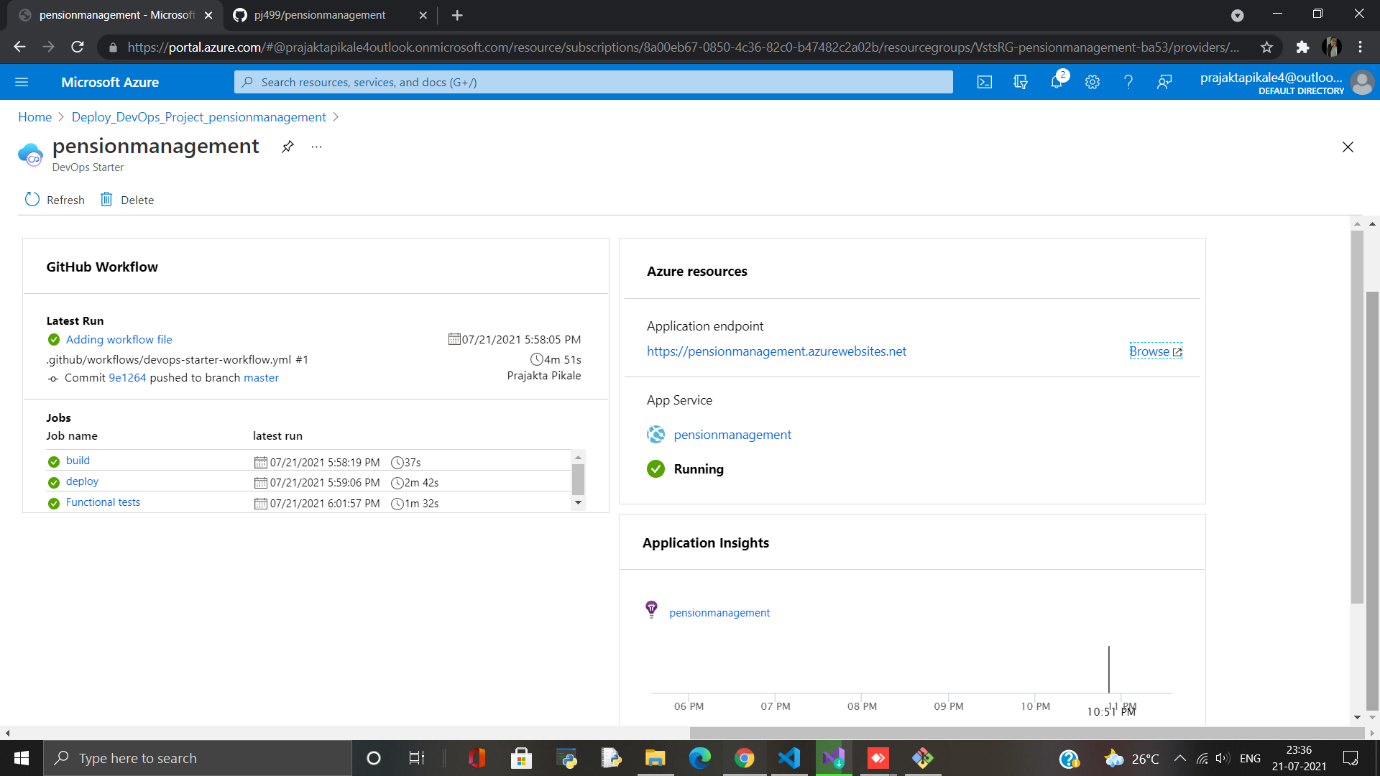 pensionmanagement - Microsoft
pj499/pensionmanagement
https://portal.azure.com/#@prajaktapikale4outlook.onmicrosoft.com/resource/subscriptions/8a00eb67-0850-4c36-82c0-b47482c2a02b/resourcegroups/VstsRG-pensionmanagement-ba53/providers/...
Microsoft Azure
Search resources, services, and docs (G+/)
2
prajaktapikale4@outloo...
DEFAULT DIRECTORY
Home > Deploy_DevOps_Project_pensionmanagement >
pensionmanagement
...
DevOps Starter
Refresh
Delete
GitHub Workflow
Latest Run
Adding workflow file
07/21/2021 5:58:05 PM
.github/workflows/devops-starter-workflow.yml #1
4m 51s
Commit 9e1264 pushed to branch master
Prajakta Pikale
Jobs
Job name latest run
build 07/21/2021 5:58:19 PM 37s
deploy 07/21/2021 5:59:06 PM 2m 42s
Functional tests 07/21/2021 6:01:57 PM 1m 32s
Azure resources
Application endpoint
https://pensionmanagement.azurewebsites.net
Browse
App Service
pensionmanagement
Running
Application Insights
pensionmanagement
06 PM 07 PM 08 PM 09 PM 10 PM 11 PM
10:51 PM
Type here to search
26°C
ENG
23:36
21-07-2021